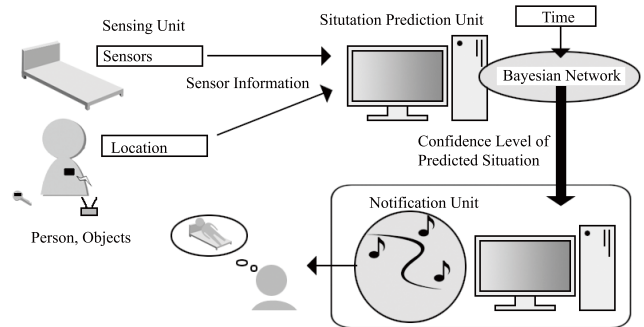 Sensing Unit
Situtation Prediction Unit
Time
Sensors
Bayesian Network
Sensor Information
Location
Confidence Level of
Predicted Situation
Notification Unit
Person, Objects